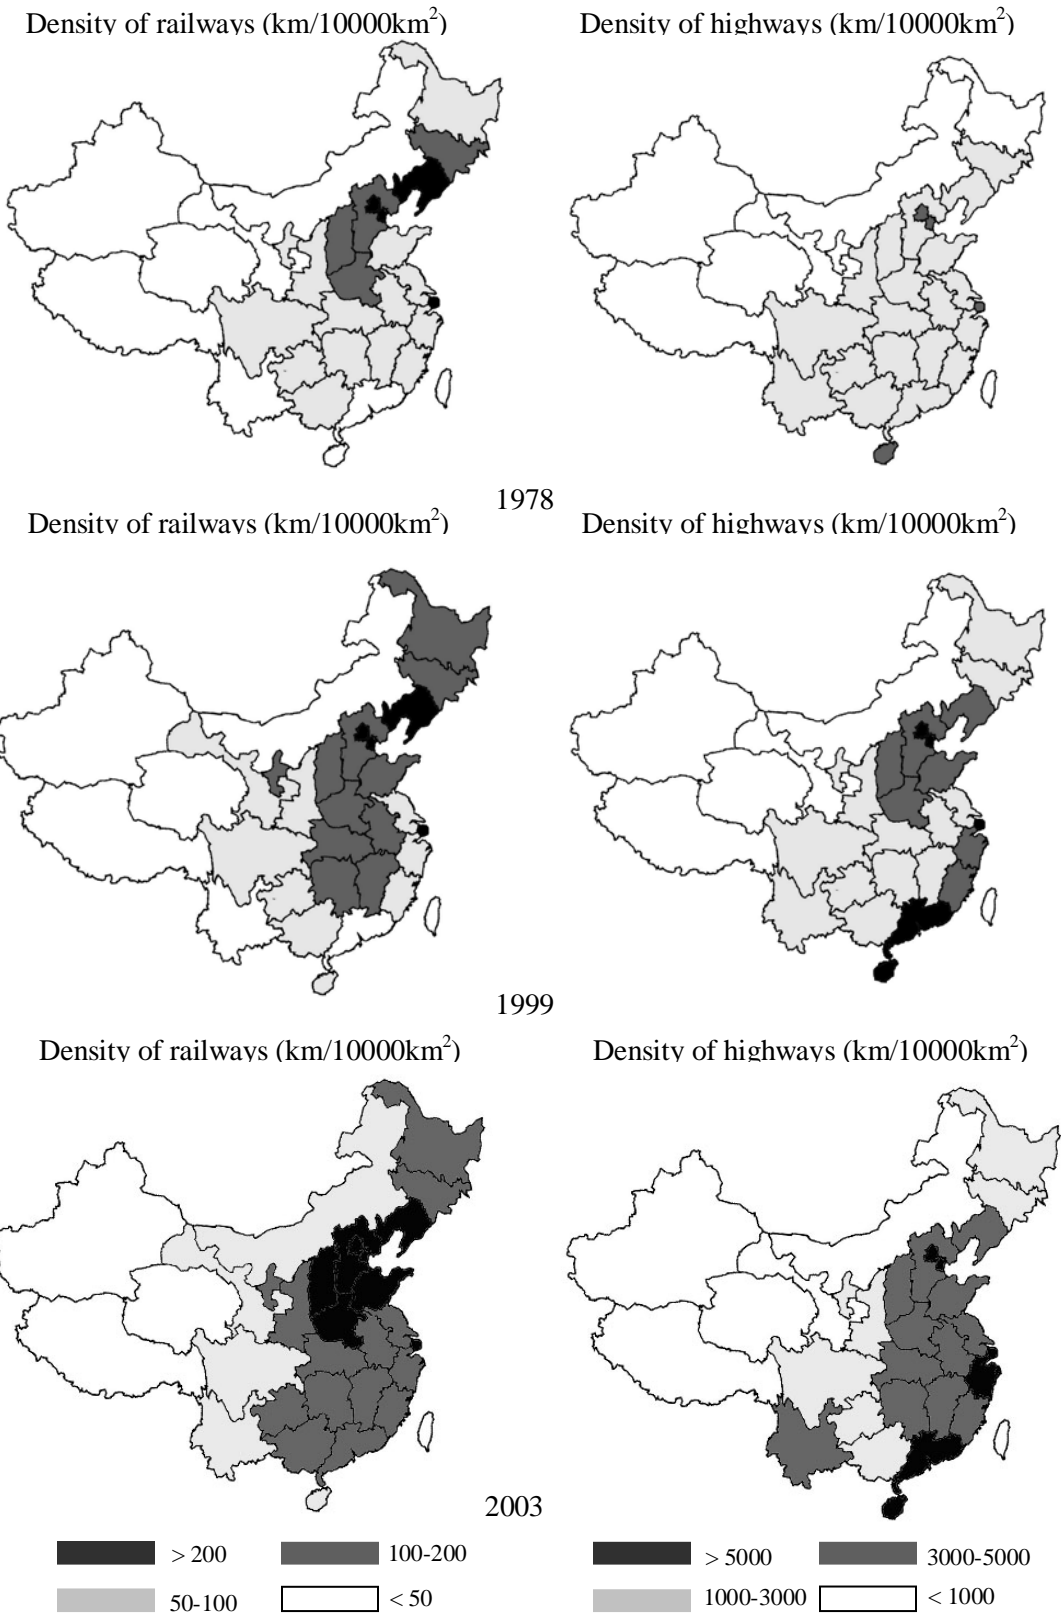 Density of railways (km/10000km²) Density of highways (km/10000km²)
1978
Density of railways (km/10000km²) Density of highways (km/10000km²)
1999
Density of railways (km/10000km²) Density of highways (km/10000km²)
2003
> 200 100-200 > 5000 3000-5000
50-100 < 50 1000-3000 < 1000